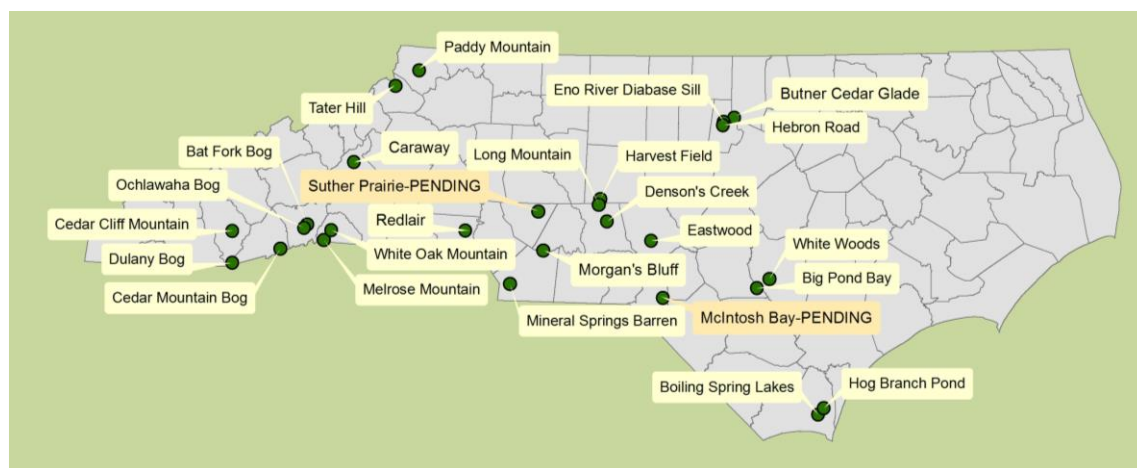 Paddy Mountain
Eno River Diabase Sill
Butner Cedar Glade
Tater Hill
Hebron Road
Bat Fork Bog
Caraway
Long Mountain
Harvest Field
Ochlawaha Bog
Suther Prairie-PENDING
Denson's Creek
Cedar Cliff Mountain
Redlair
Eastwood
White Woods
Dulany Bog
White Oak Mountain
Morgan's Bluff
Big Pond Bay
Cedar Mountain Bog
Melrose Mountain
Mineral Springs Barren
McIntosh Bay-PENDING
Boiling Spring Lakes
Hog Branch Pond